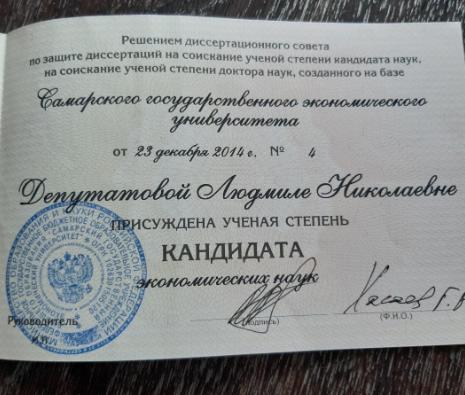 Решением диссертационного совета
по защите диссертаций на соискание ученой степени кандидата наук,
на соискание ученой степени доктора наук, созданного на базе
Самарского государственного экономического
университета
от 23 декабря 2014 г. № 4
Депутатовой Людмиле Николаевне
ПРИСУЖДЕНА УЧЕНАЯ СТЕПЕНЬ
КАНДИДАТА
экономических наук
Руководитель
(подпись)
(Ф.И.О.)